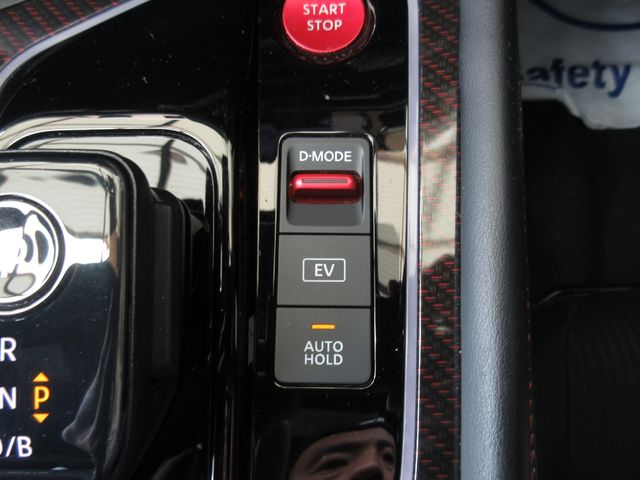 START
STOP
afety
D-MODE
EV
AUTO
HOLD
R
N P
D/B